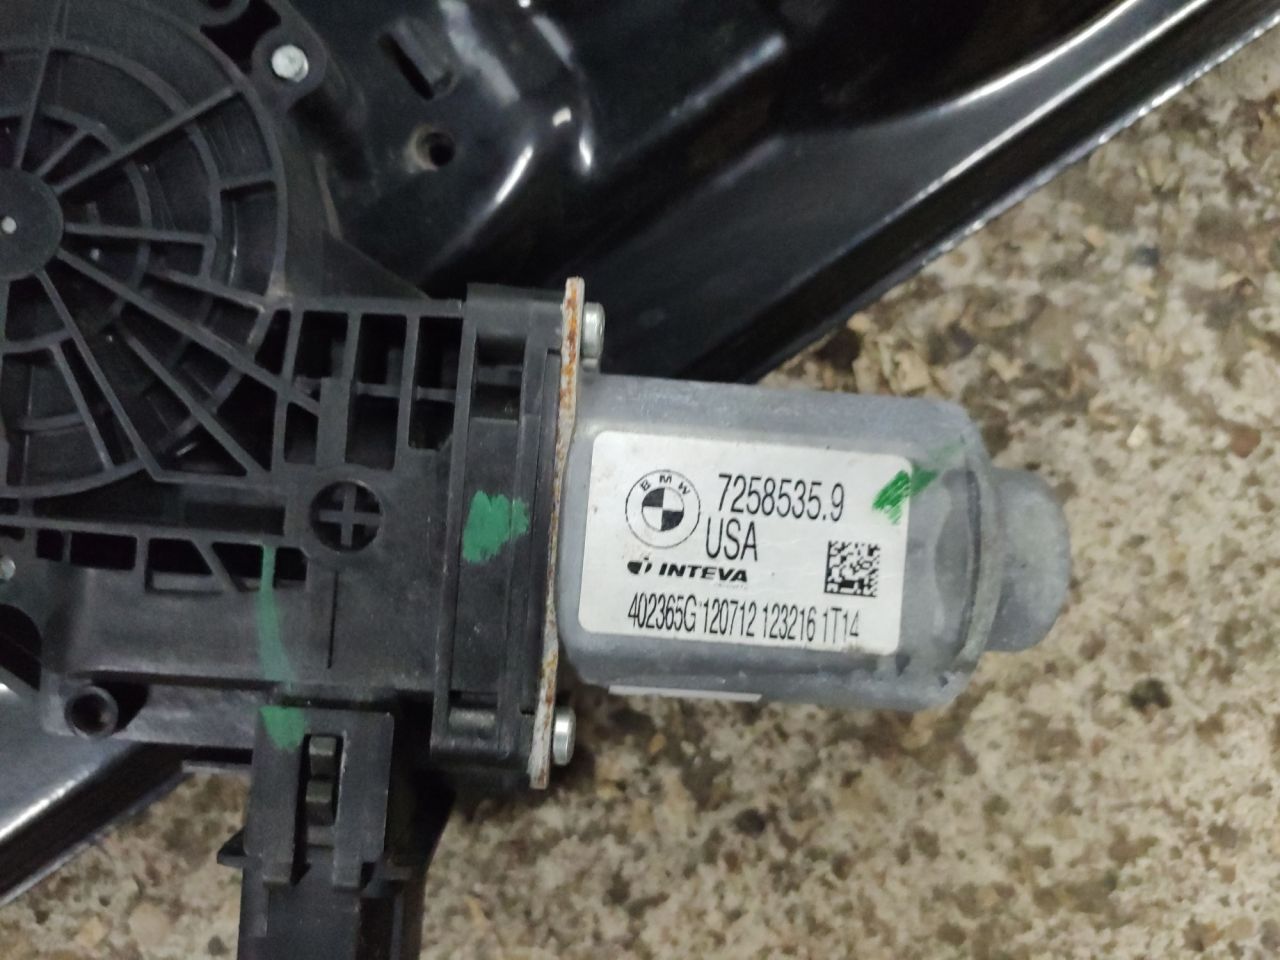 BMW
7258535.9
USA
INTEVA
402365G 120712 123216 1T14